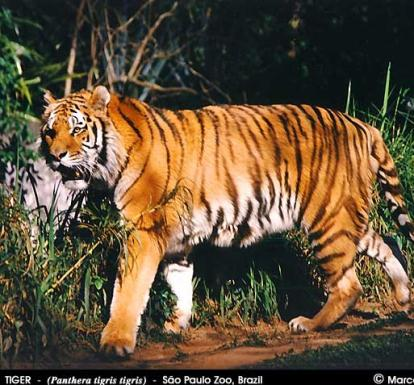 TIGER - (Panthera tigris tigris) - São Paulo Zoo, Brazil © Marc